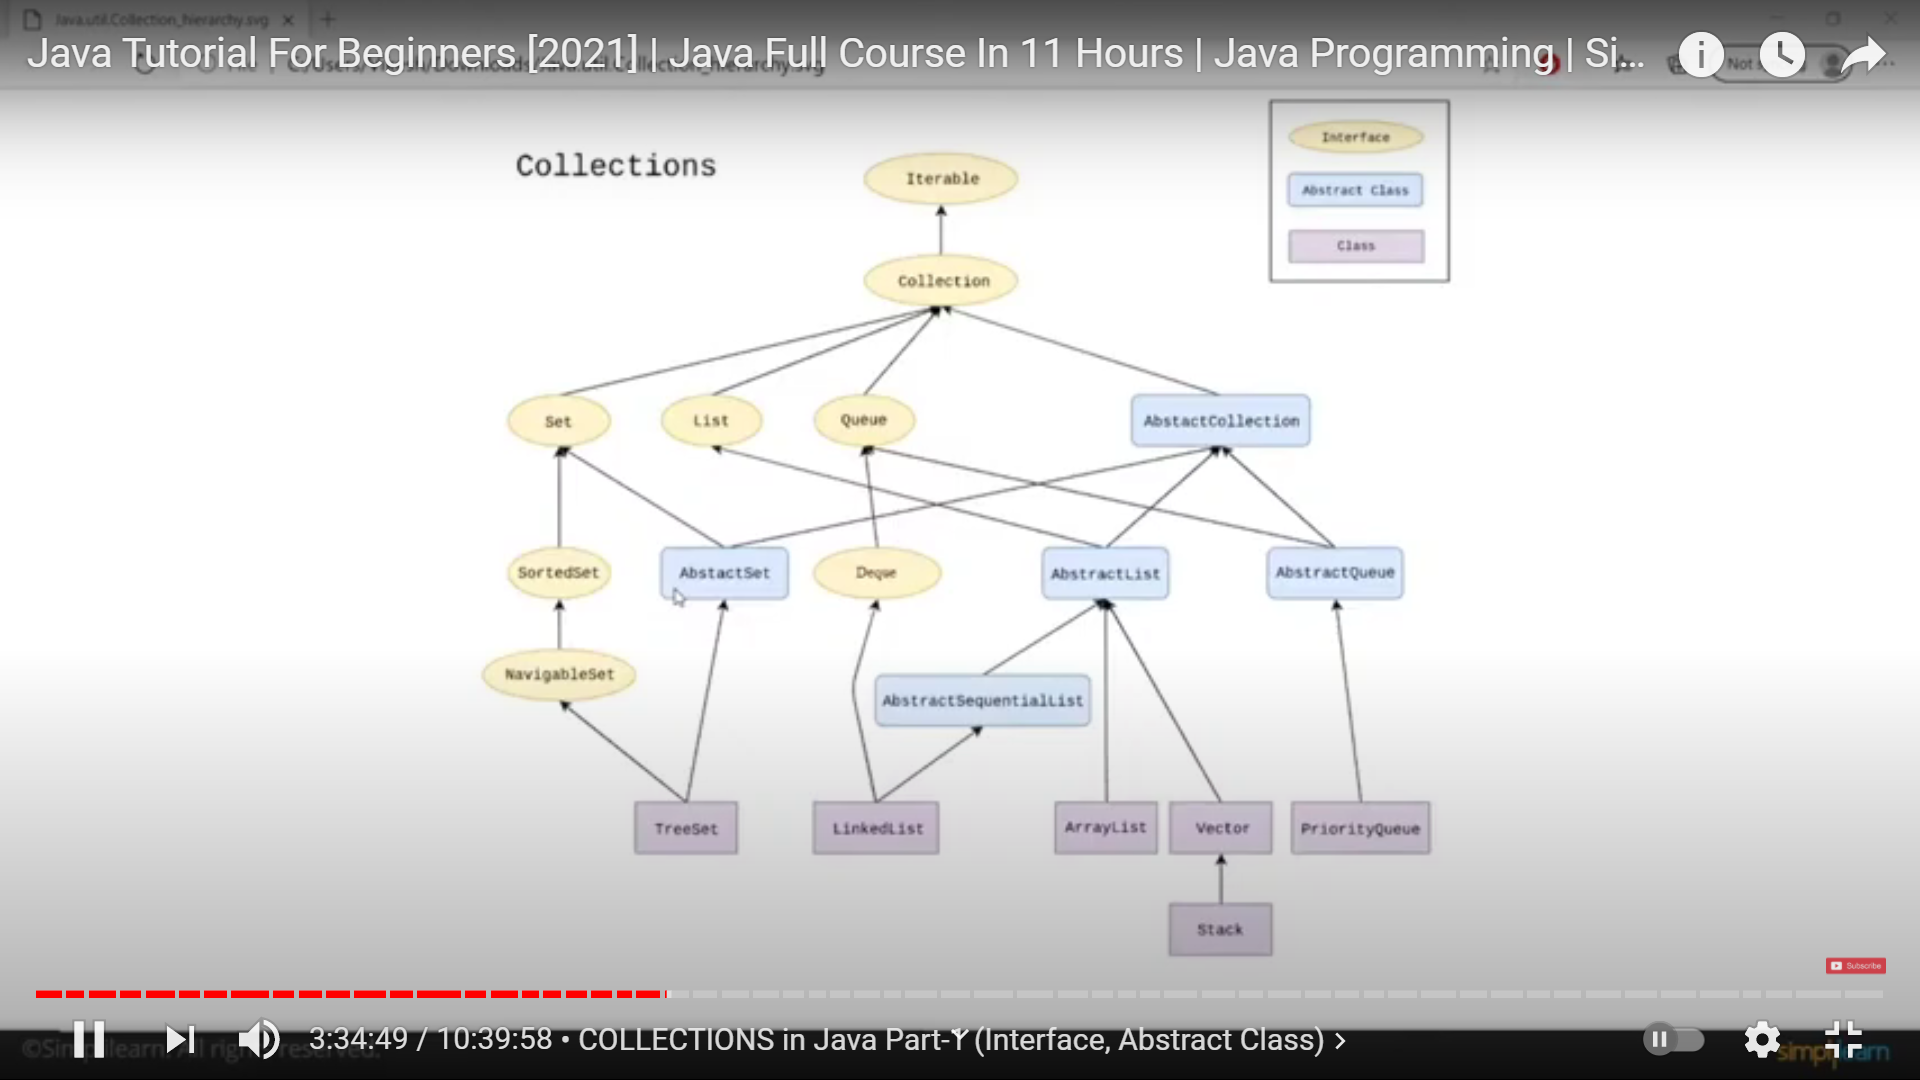 Java.util.Collection_hierarchy.svg
Java Tutorial For Beginners [2021] | Java Full Course In 11 Hours | Java Programming | Si...
Not
Collections
Interface
Abstract Class
Class
Iterable
Collection
Set
List
Queue
AbstactCollection
SortedSet
AbstactSet
Deque
AbstractList
AbstractQueue
NavigableSet
AbstractSequentialList
TreeSet
LinkedList
ArrayList
Vector
PriorityQueue
Stack
Subscribe
3:34:49 / 10:39:58 • COLLECTIONS in Java Part-1 (Interface, Abstract Class)
©Simplilearn. All rights reserved.
simplilearn